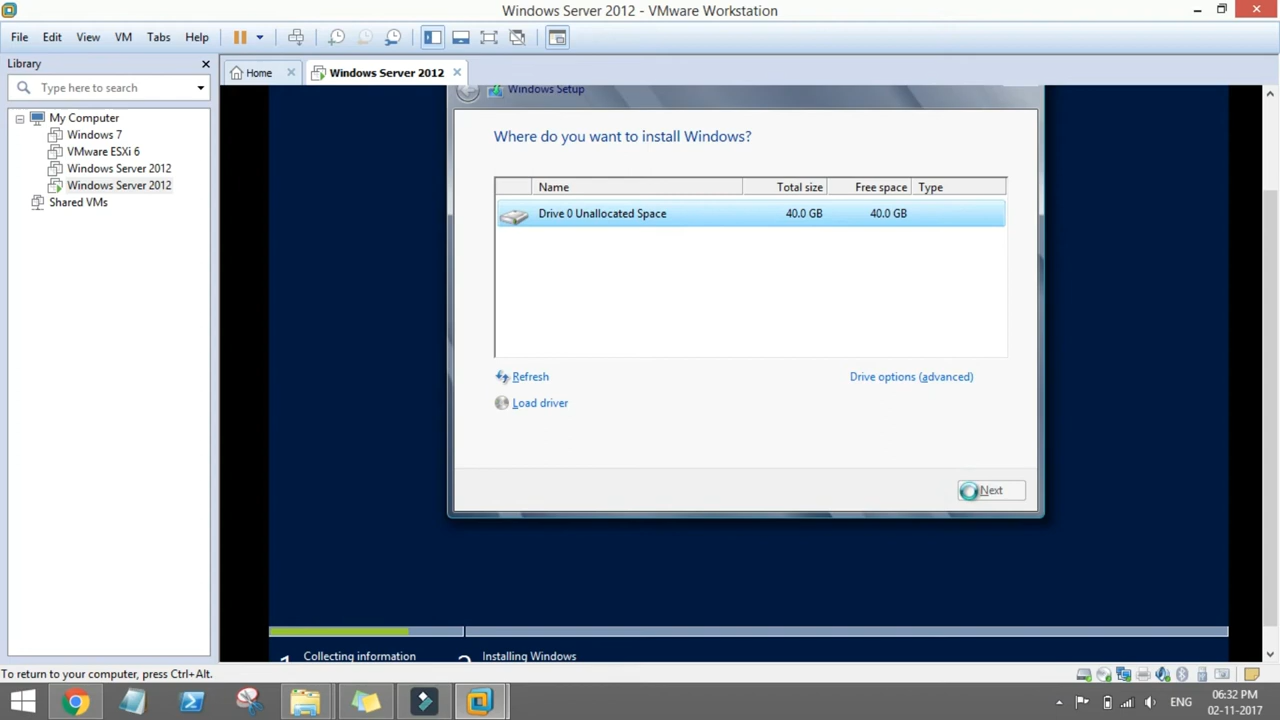 Windows Server 2012 - VMware Workstation
File Edit View VM Tabs Help
Library
Home
Windows Server 2012
Type here to search
My Computer
Windows 7
VMware ESXi 6
Windows Server 2012
Windows Server 2012
Shared VMs
Windows Setup
Where do you want to install Windows?
Name Total size Free space Type
Drive 0 Unallocated Space 40.0 GB 40.0 GB
Refresh Drive options (advanced)
Load driver
Next
1 Collecting information 2 Installing Windows
To return to your computer, press Ctrl+Alt.
ENG
06:32 PM
02-11-2017